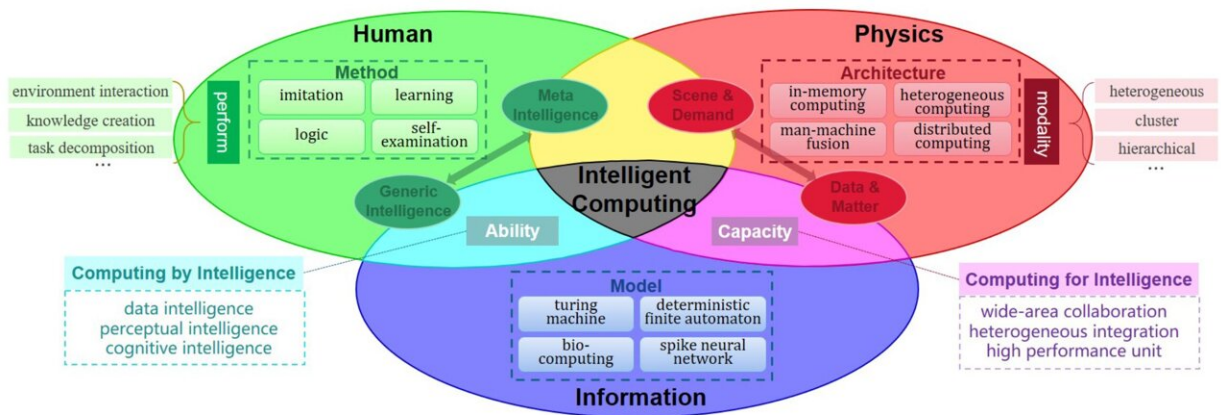 Human
Physics
environment interaction
knowledge creation
task decomposition
...
perform
Method
imitation
learning
logic
self-
examination
Meta
Intelligence
Scene &
Demand
Architecture
in-memory
computing
heterogeneous
computing
man-machine
fusion
distributed
computing
modality
heterogeneous
cluster
hierarchical
...
Generic
Intelligence
Intelligent
Computing
Data &
Matter
Ability
Capacity
Computing by Intelligence
data intelligence
perceptual intelligence
cognitive intelligence
Computing for Intelligence
wide-area collaboration
heterogeneous integration
high performance unit
Model
turing
machine
deterministic
finite automaton
bio-
computing
spike neural
network
Information